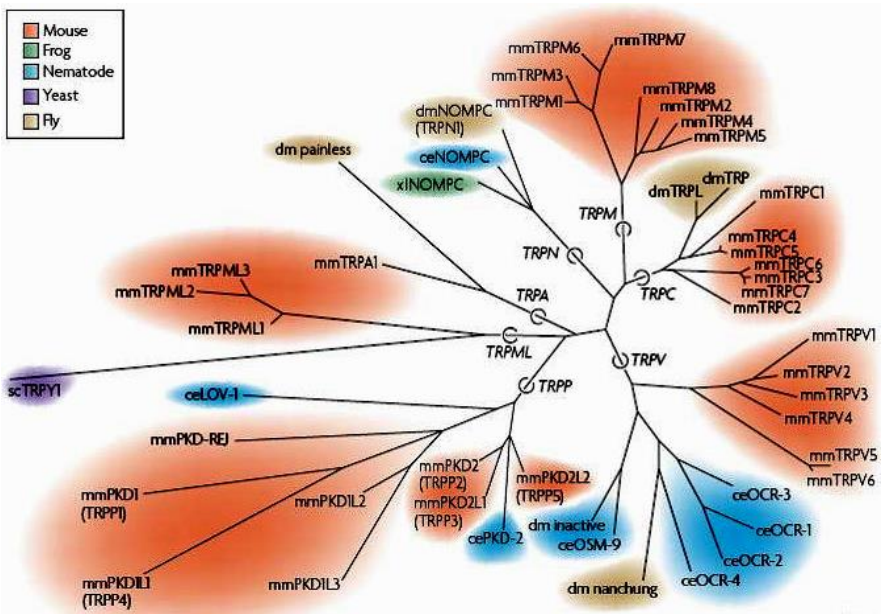 Mouse
Frog
Nematode
Yeast
Fly
mmTRPM6
mmTRPM7
mmTRPM3
mmTRPM1
mmTRPM8
mmTRPM2
mmTRPM4
mmTRPM5
dmNOMPC
(TRPN1)
ceNOMPC
xlNOMPC
dm painless
dmTRPL
dmTRP
mmTRPC1
mmTRPC4
mmTRPC5
mmTRPC6
mmTRPC3
mmTRPC7
mmTRPC2
TRPM
TRPN
TRPC
TRPA
TRPML
TRPV
TRPP
mmTRPA1
mmTRPML3
mmTRPML2
mmTRPML1
scTRPY1
ceLOV-1
mmPKD-REJ
mmPKD1
(TRPP1)
mmPKD1L2
mmPKD1L1
(TRPP4)
mmPKD1L3
mmPKD2
(TRPP2)
mmPKD2L1
(TRPP3)
mmPKD2L2
(TRPP5)
cePKD-2
dm inactive
ceOSM-9
dm nanchung
mmTRPV1
mmTRPV2
mmTRPV3
mmTRPV4
mmTRPV5
mmTRPV6
ceOCR-3
ceOCR-1
ceOCR-2
ceOCR-4